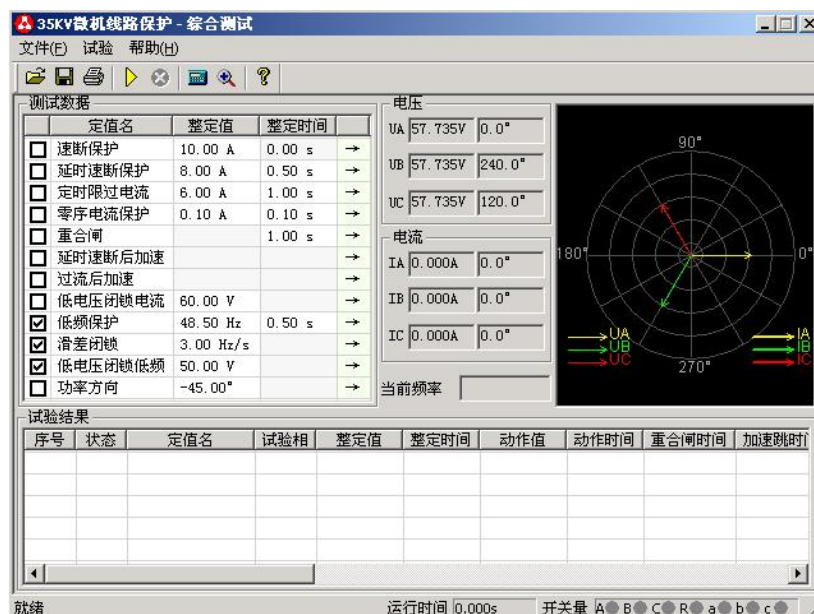 35KV微机线路保护 - 综合测试
文件(F) 试验 帮助(H)
测试数据
定值名 整定值 整定时间
速断保护 10.00 A 0.00 s →
延时速断保护 8.00 A 0.50 s →
定时限过电流 6.00 A 1.00 s →
零序电流保护 0.10 A 0.10 s →
重合闸 1.00 s →
延时速断后加速 →
过流后加速 →
低电压闭锁电流 60.00 V →
低频保护 48.50 Hz 0.50 s →
滑差闭锁 3.00 Hz/s →
低电压闭锁低频 50.00 V →
功率方向 -45.00° →
电压
UA 57.735V 0.0°
UB 57.735V 240.0°
UC 57.735V 120.0°
电流
IA 0.000A 0.0°
IB 0.000A 0.0°
IC 0.000A 0.0°
当前频率
90°
180° 0°
270°
UA IA
UB IB
UC IC
试验结果
序号 状态 定值名 试验相 整定值 整定时间 动作值 动作时间 重合闸时间 加速跳时
就绪 运行时间 0.000s 开关量 A B C R a b c